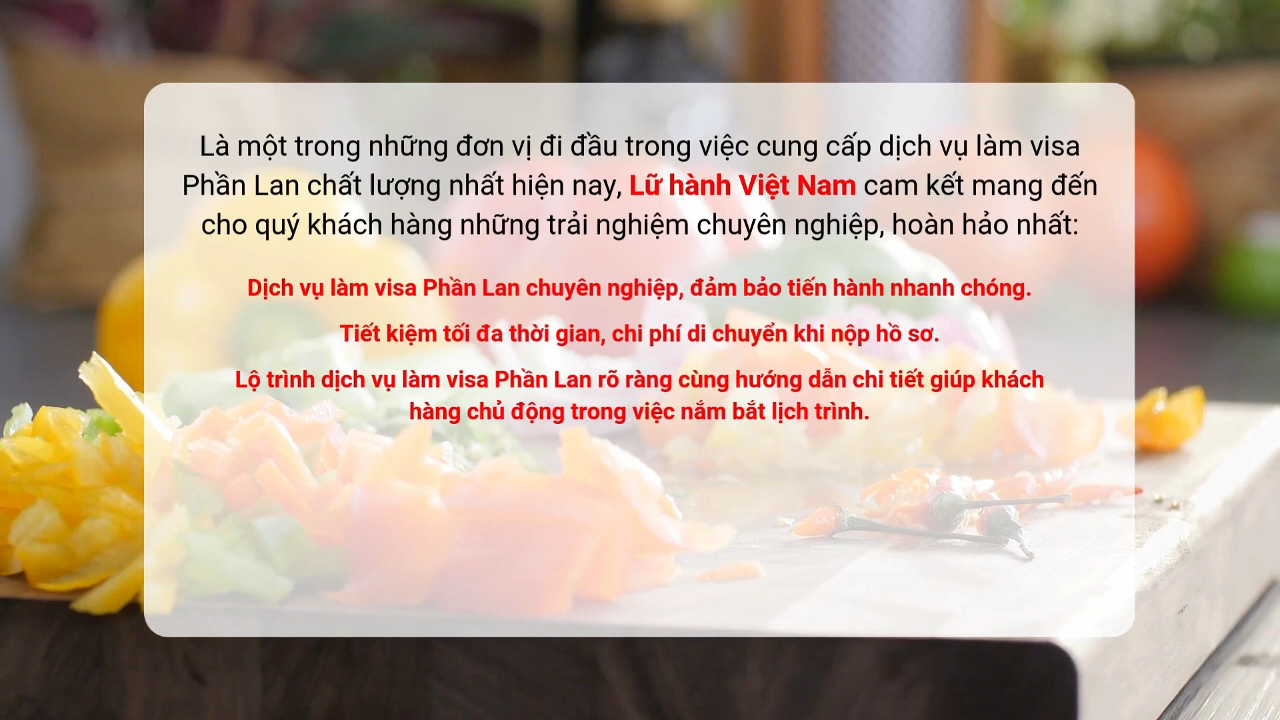 Là một trong những đơn vị đi đầu trong việc cung cấp dịch vụ làm visa
Phần Lan chất lượng nhất hiện nay, Lữ hành Việt Nam cam kết mang đến
cho quý khách hàng những trải nghiệm chuyên nghiệp, hoàn hảo nhất:
Dịch vụ làm visa Phần Lan chuyên nghiệp, đảm bảo tiến hành nhanh chóng.
Tiết kiệm tối đa thời gian, chi phí di chuyển khi nộp hồ sơ.
Lộ trình dịch vụ làm visa Phần Lan rõ ràng cùng hướng dẫn chi tiết giúp khách
hàng chủ động trong việc nắm bắt lịch trình.